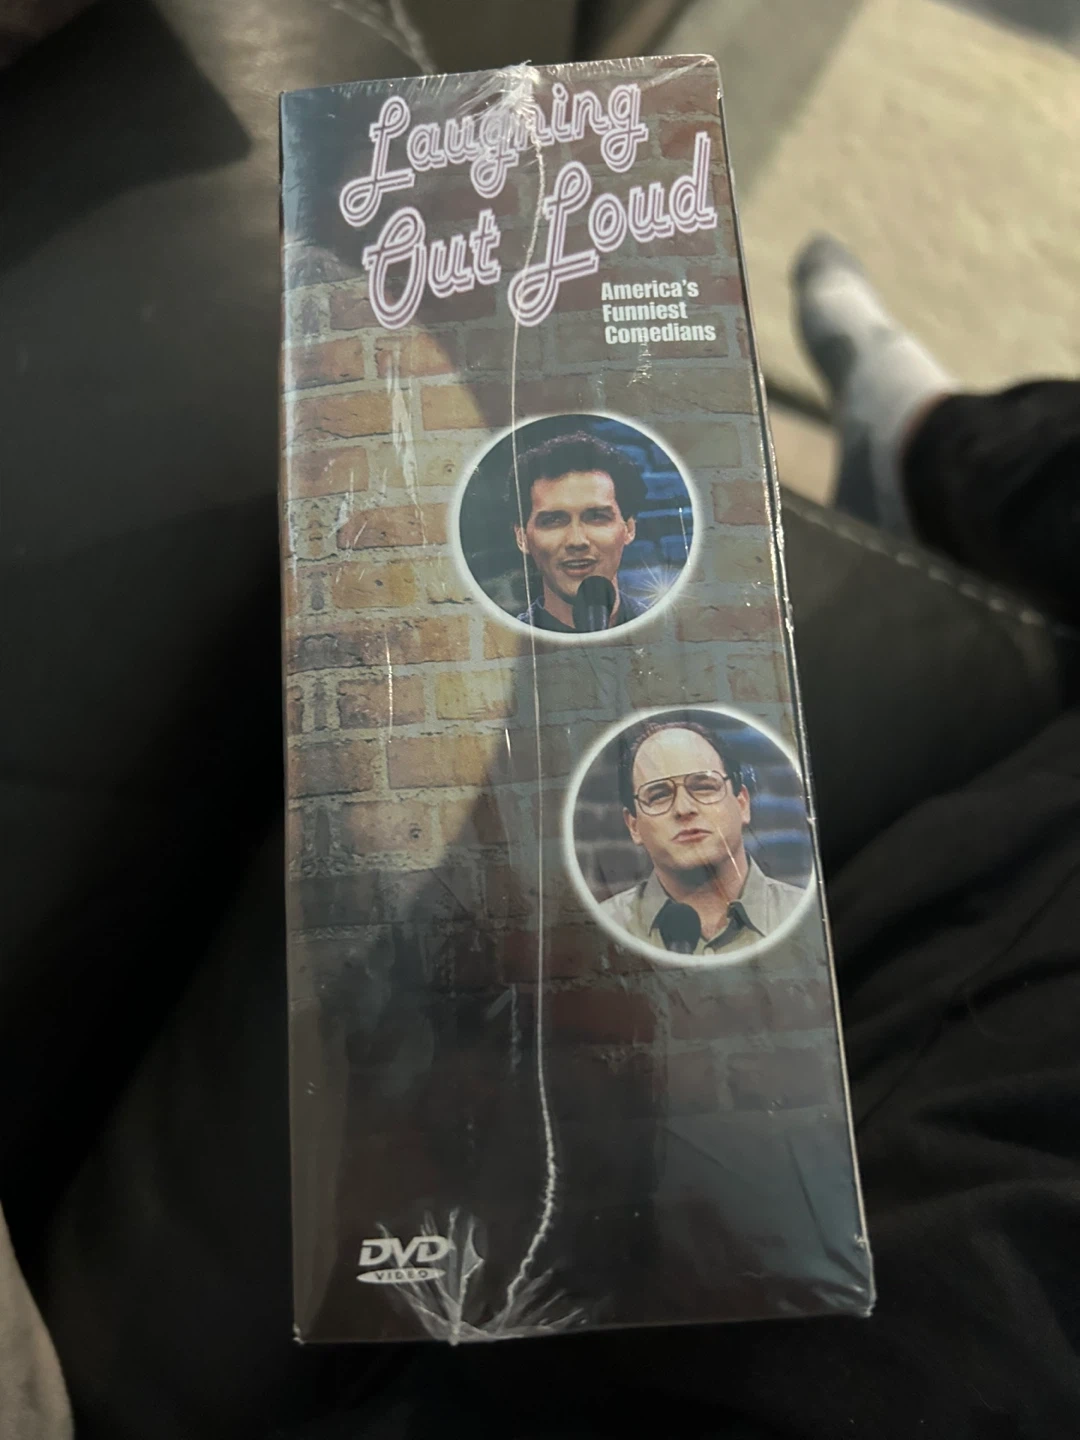 Laughing
Out Loud
America's
Funniest
Comedians
DVD
VIDEO